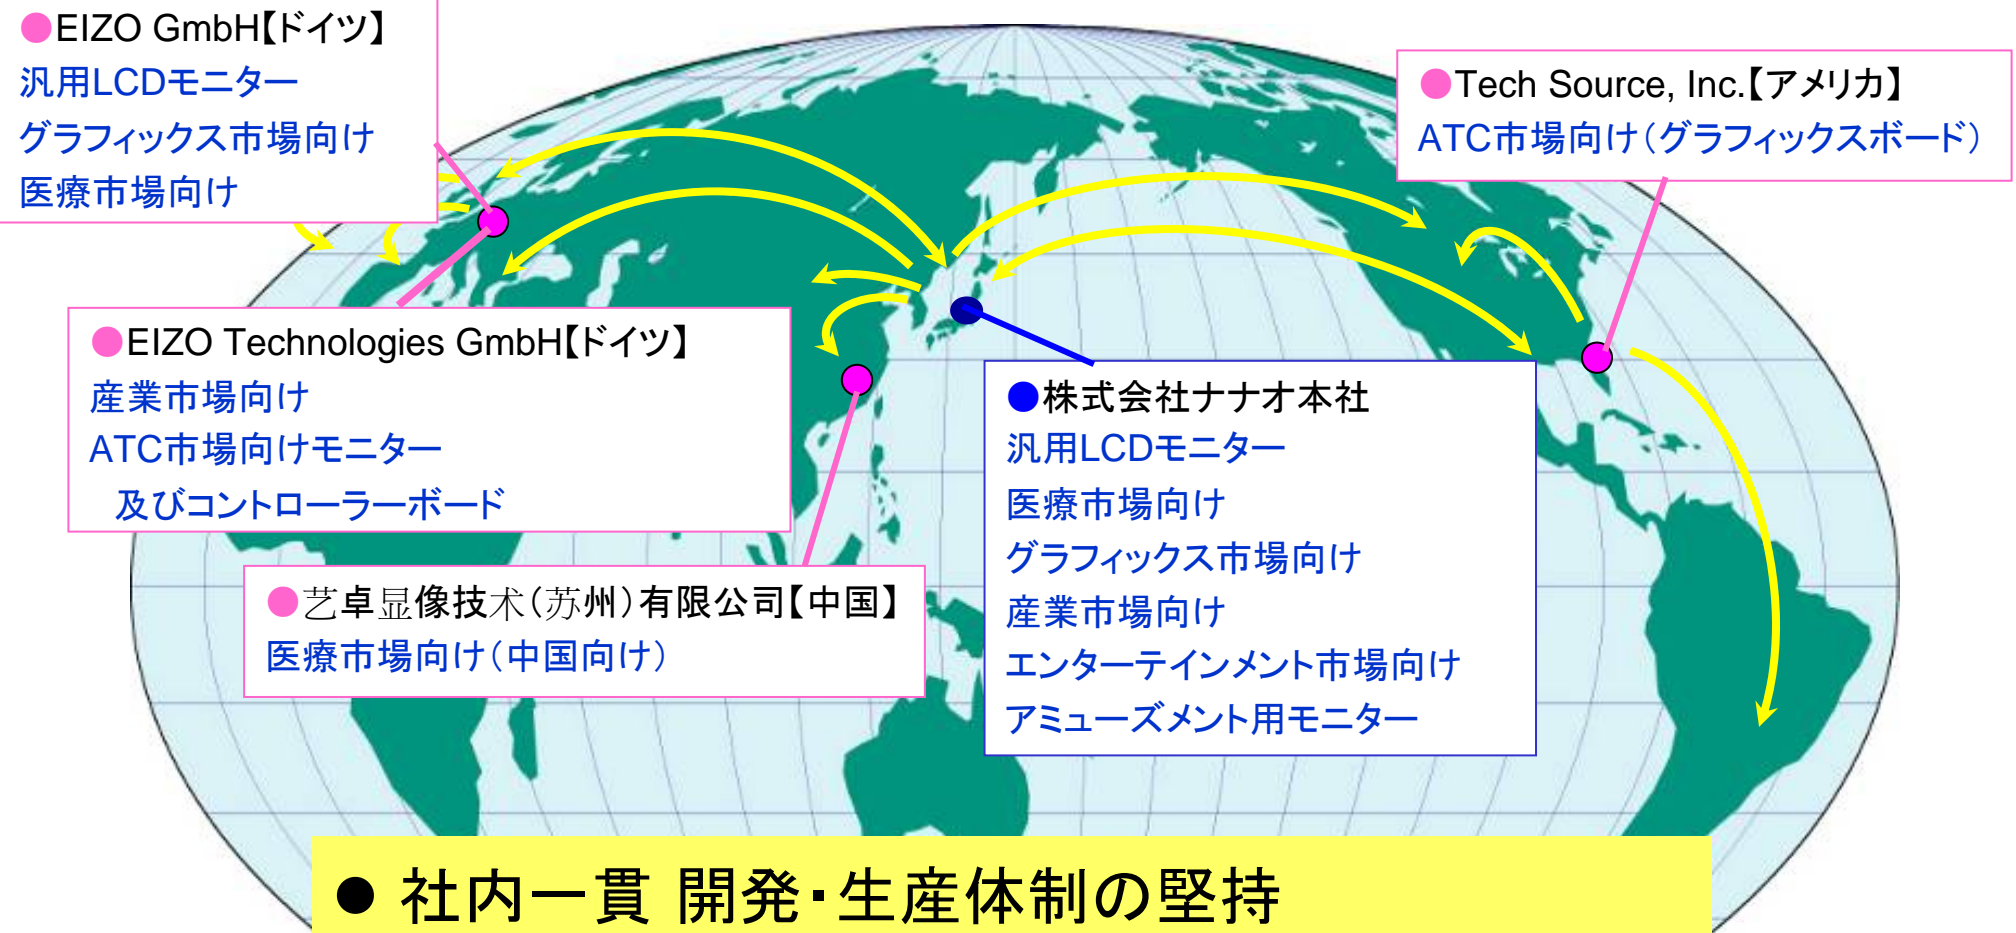 ●EIZO GmbH【ドイツ】
汎用LCDモニター
グラフィックス市場向け
医療市場向け
●Tech Source, Inc.【アメリカ】
ATC市場向け(グラフィックスボード)
●EIZO Technologies GmbH【ドイツ】
産業市場向け
ATC市場向けモニター
及びコントローラーボード
●株式会社ナナオ本社
汎用LCDモニター
医療市場向け
グラフィックス市場向け
産業市場向け
エンターテインメント市場向け
アミューズメント用モニター
●艺卓显像技术(苏州)有限公司【中国】
医療市場向け(中国向け)
● 社内一貫 開発・生産体制の堅持